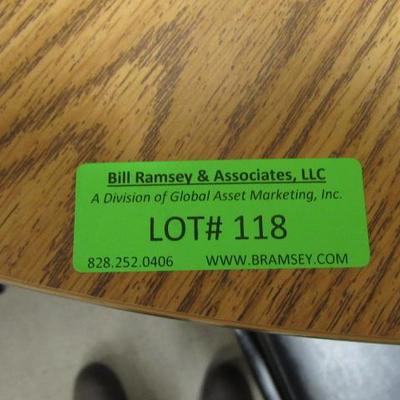 Bill Ramsey & Associates, LLC
A Division of Global Asset Marketing, Inc.
LOT# 118
828.252.0406 WWW.BRAMSEY.COM